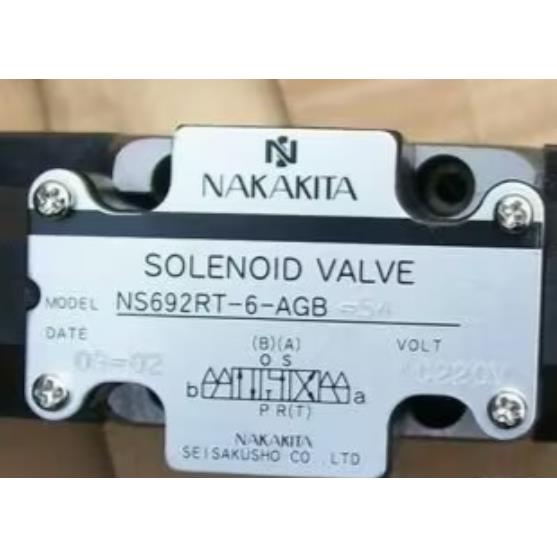 NAKAKITA
SOLENOID VALVE
MODEL NS692RT-6-AGB
DATE
(B)(A)
VOLT
O S
b a
P R(T)
NAKAKITA
SEISAKUSHO CO.,LTD